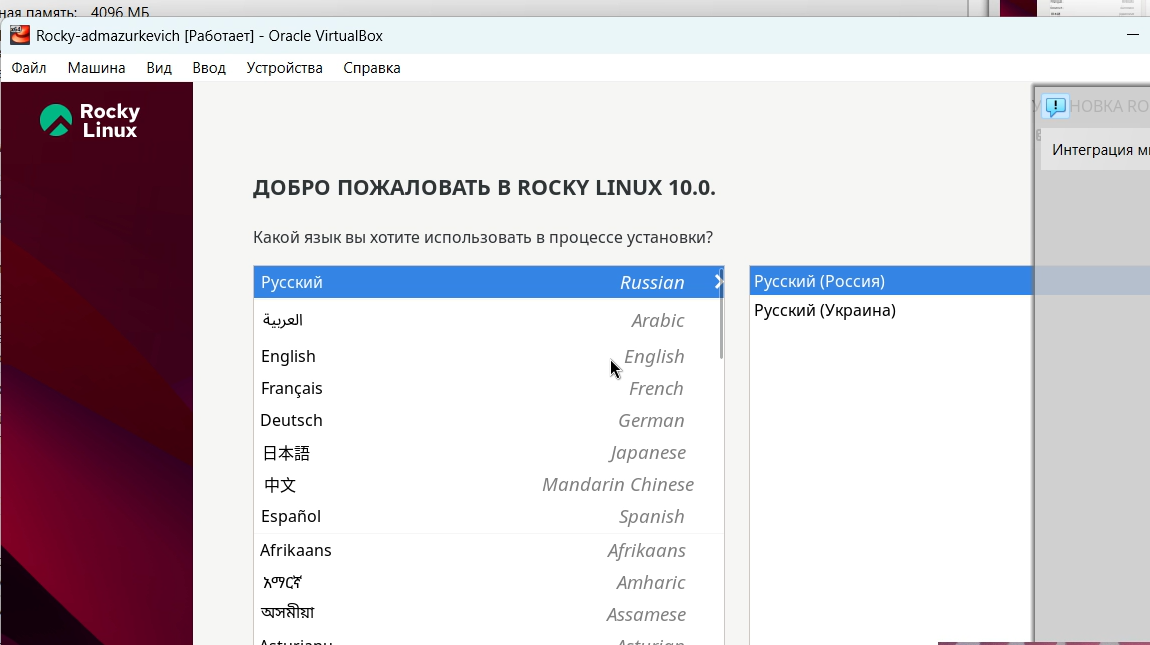 ная память: 4096 МБ
Rocky-admazurkevich [Работает] - Oracle VirtualBox
Файл Машина Вид Ввод Устройства Справка
Rocky
Linux
НОВКА RO
Интеграция
ДОБРО ПОЖАЛОВАТЬ В ROCKY LINUX 10.0.
Какой язык вы хотите использовать в процессе установки?
Русский Russian
Русский (Россия)
Русский (Украина)
العربية Arabic
English English
Français French
Deutsch German
日本語 Japanese
中文 Mandarin Chinese
Español Spanish
Afrikaans Afrikaans
አማርኛ Amharic
অসমীয়া Assamese
Asturianu Asturian